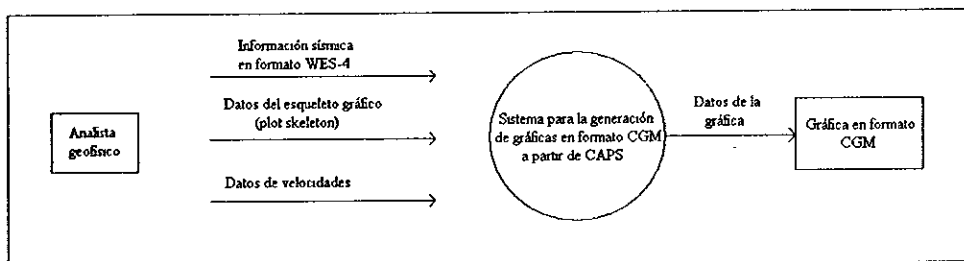 Información sísmica
en formato WES-4
Datos del esqueleto gráfico
(plot skeleton)
Datos de velocidades
Analista
geofísico
Sistema para la generación
de gráficas en formato CGM
a partir de CAPS
Datos de la
gráfica
Gráfica en formato
CGM